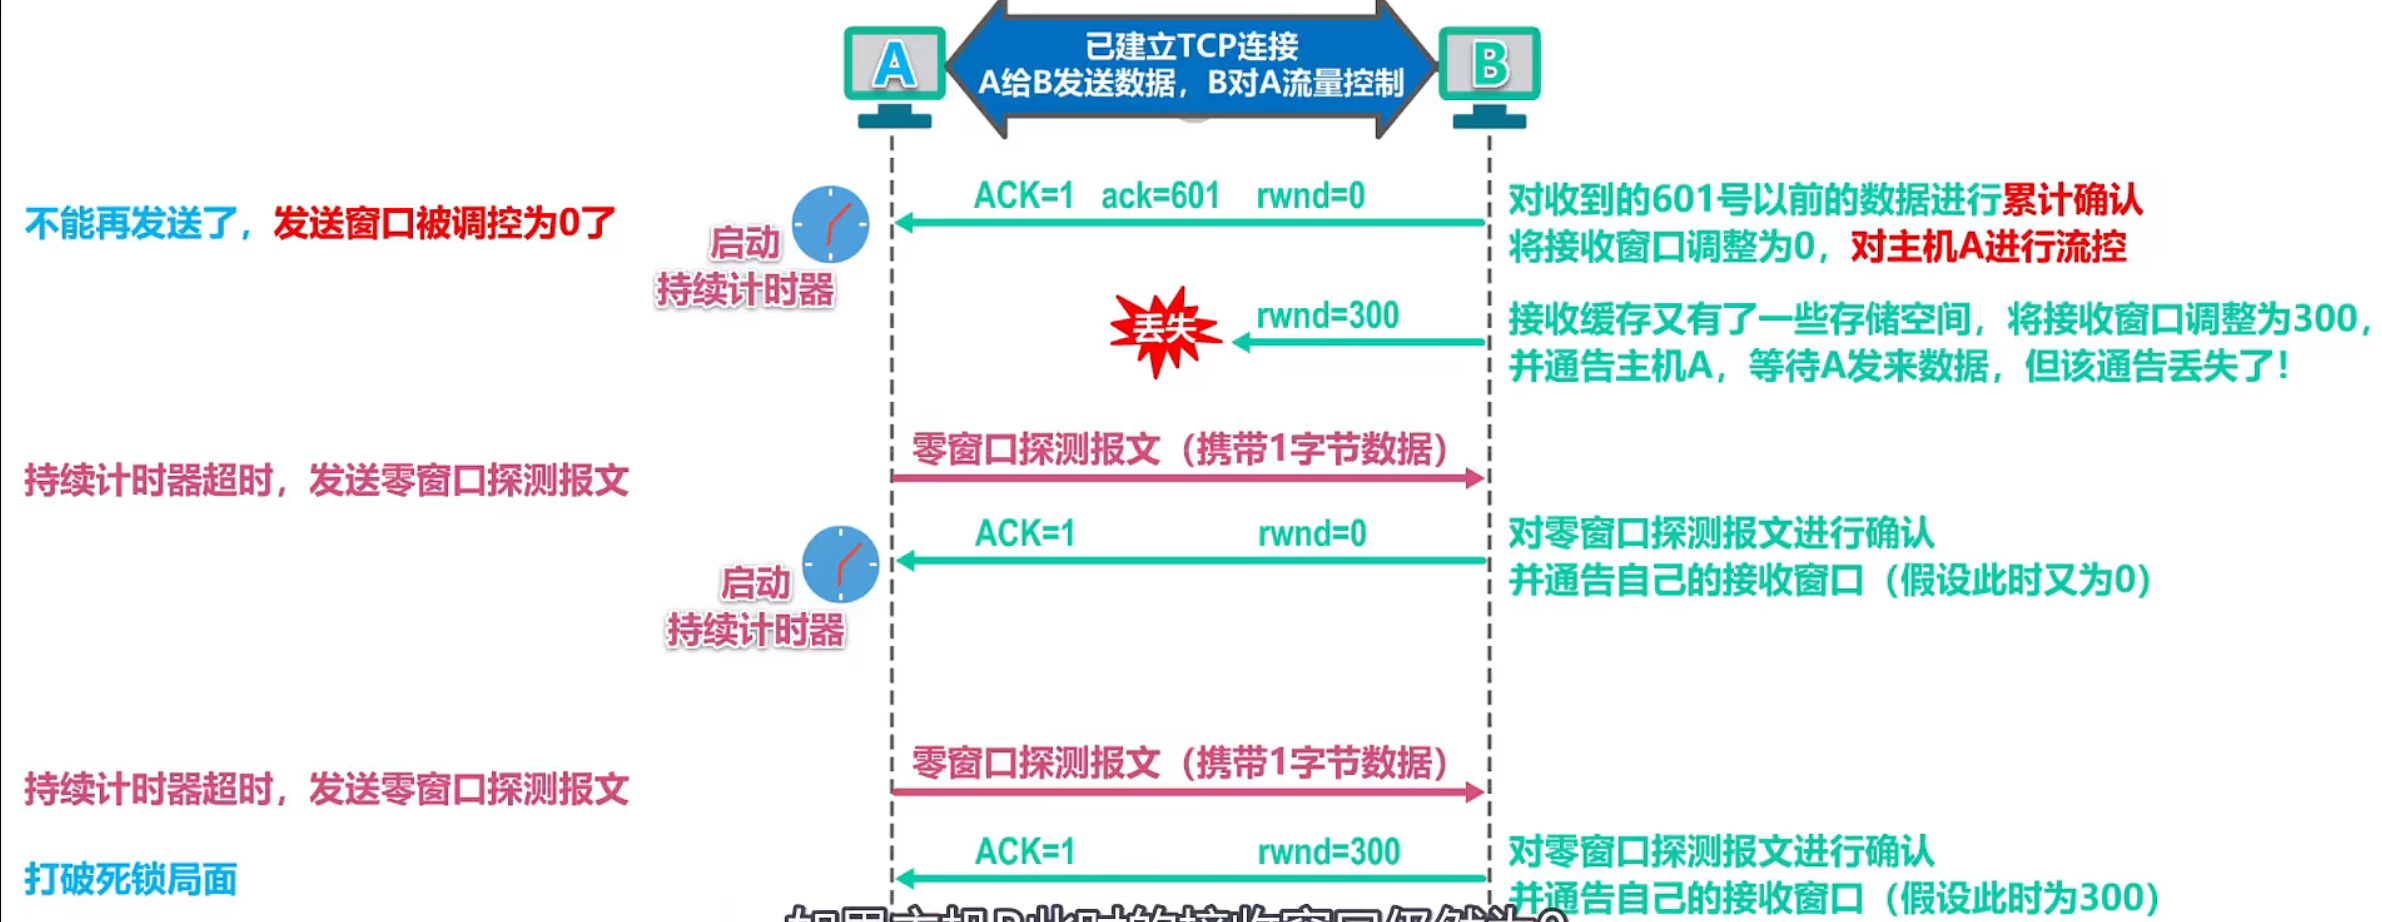 A
已建立TCP连接
A给B发送数据，B对A流量控制
B
不能再发送了，发送窗口被调控为0了
启动
持续计时器
ACK=1 ack=601 rwnd=0
对收到的601号以前的数据进行累计确认
将接收窗口调整为0，对主机A进行流控
丢失
rwnd=300
接收缓存又有了一些存储空间，将接收窗口调整为300，
并通告主机A，等待A发来数据，但该通告丢失了！
持续计时器超时，发送零窗口探测报文
零窗口探测报文（携带1字节数据）
ACK=1 rwnd=0
对零窗口探测报文进行确认
并通告自己的接收窗口（假设此时又为0）
启动
持续计时器
持续计时器超时，发送零窗口探测报文
零窗口探测报文（携带1字节数据）
打破死锁局面
ACK=1 rwnd=300
对零窗口探测报文进行确认
并通告自己的接收窗口（假设此时为300）